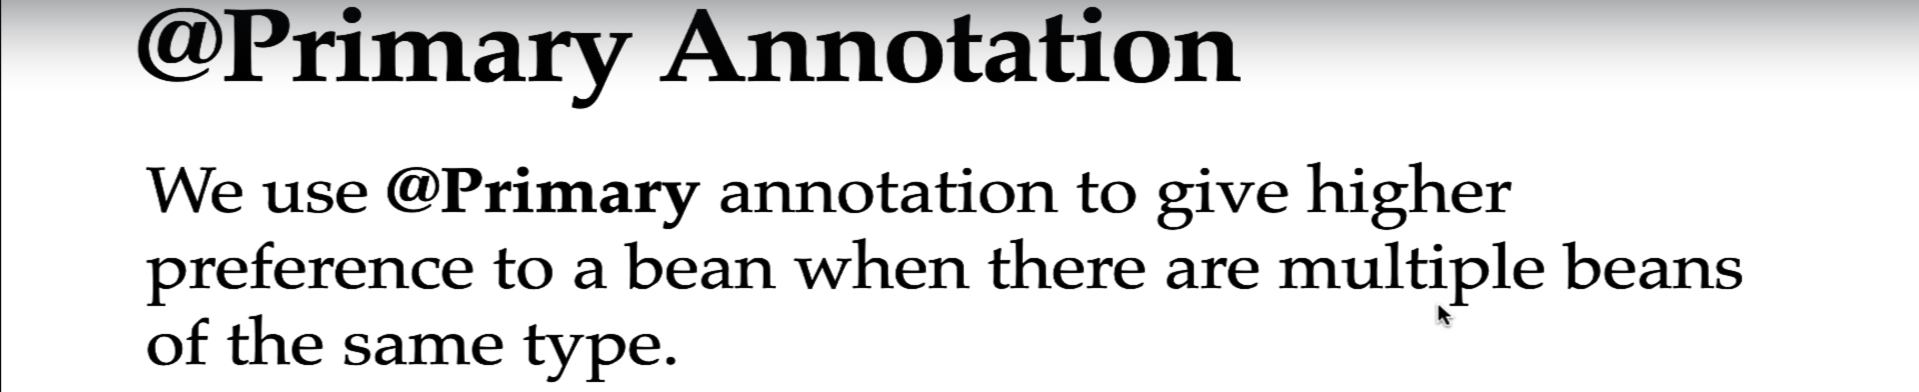 @Primary Annotation
We use @Primary annotation to give higher
preference to a bean when there are multiple beans
of the same type.